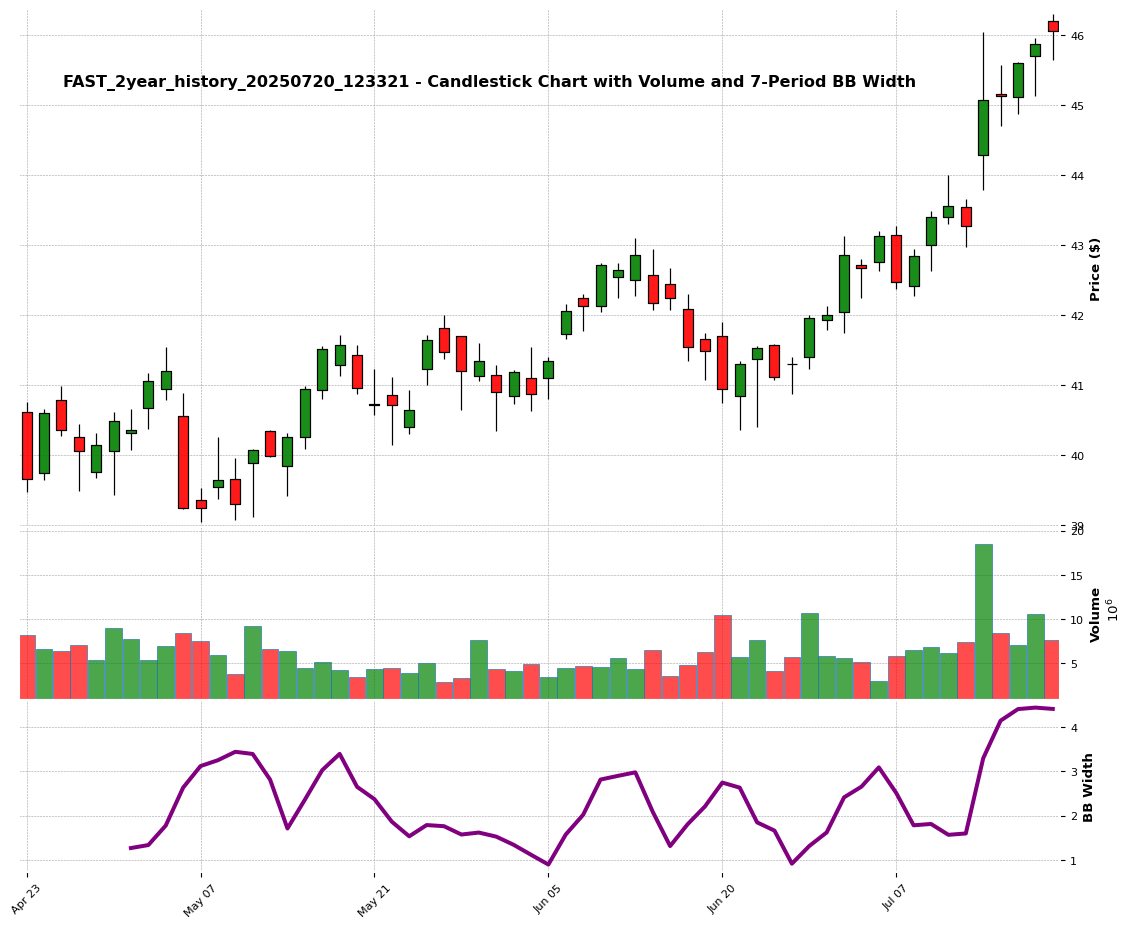 FAST_2year_history_20250720_123321 - Candlestick Chart with Volume and 7-Period BB Width
46
45
44
43
42
41
40
39
Price ($)
20
15
10
5
Volume
10^6
4
3
2
1
BB Width
Apr 23
May 07
May 21
Jun 05
Jun 20
Jul 07